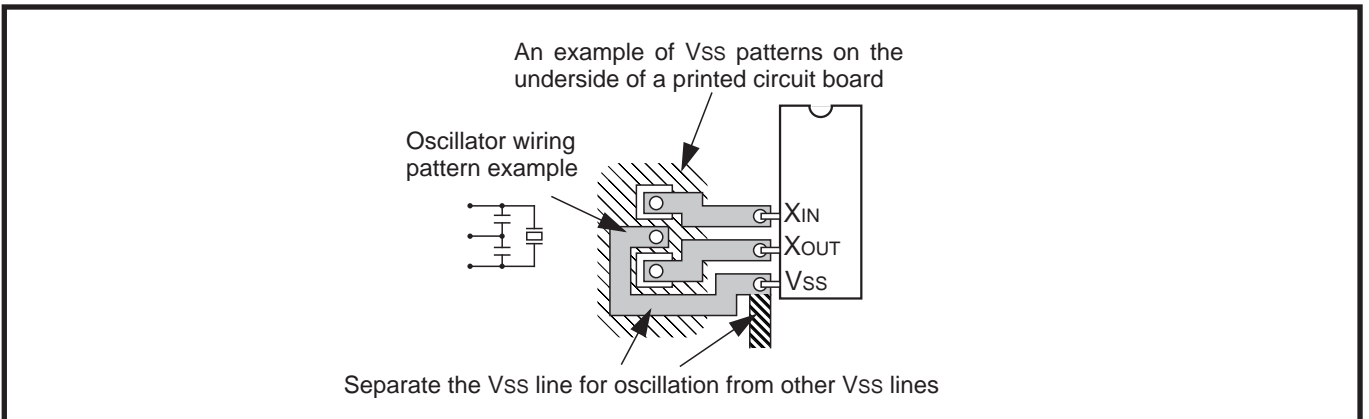 An example of VSS patterns on the
underside of a printed circuit board
Oscillator wiring
pattern example
XIN
XOUT
VSS
Separate the VSS line for oscillation from other VSS lines